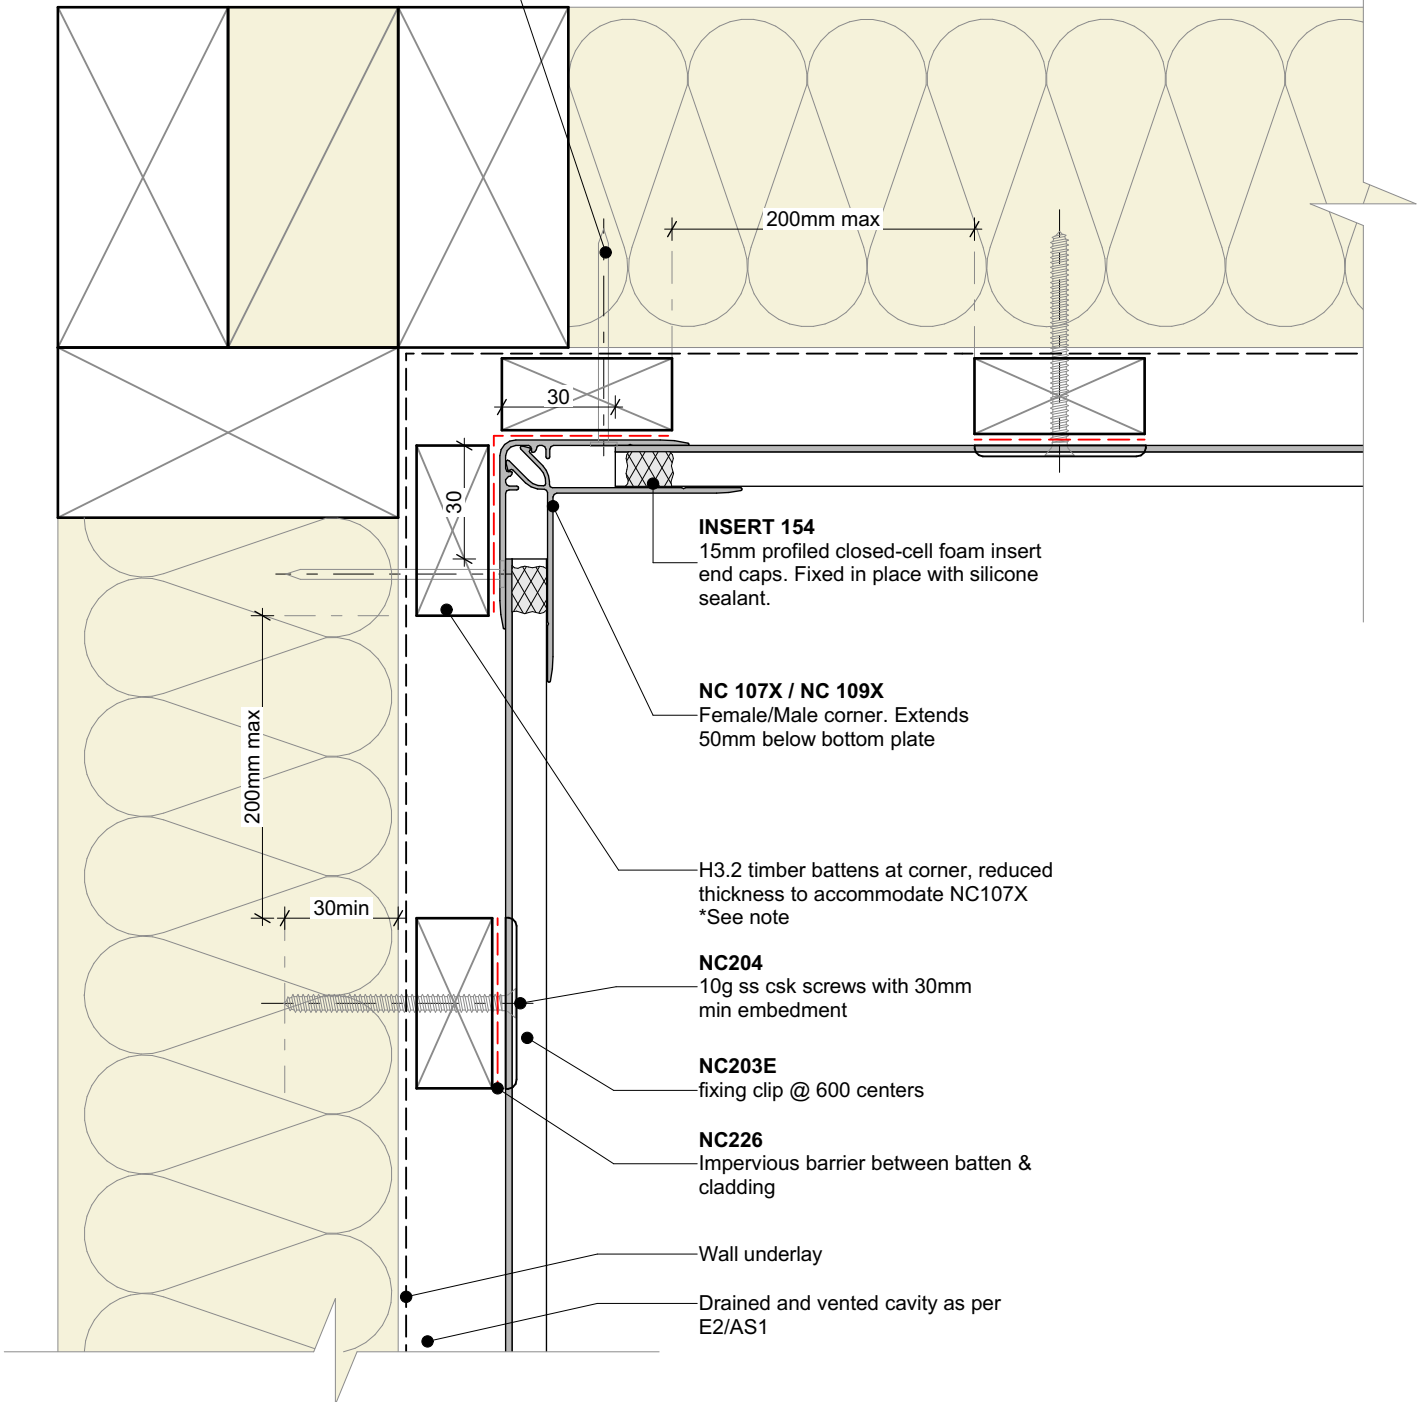 200mm max
30
30
INSERT 154
15mm profiled closed-cell foam insert
end caps. Fixed in place with silicone
sealant.
NC 107X / NC 109X
Female/Male corner. Extends
50mm below bottom plate
200mm max
H3.2 timber battens at corner, reduced
thickness to accommodate NC107X
*See note
30min
NC204
10g ss csk screws with 30mm
min embedment
NC203E
fixing clip @ 600 centers
NC226
Impervious barrier between batten &
cladding
Wall underlay
Drained and vented cavity as per
E2/AS1